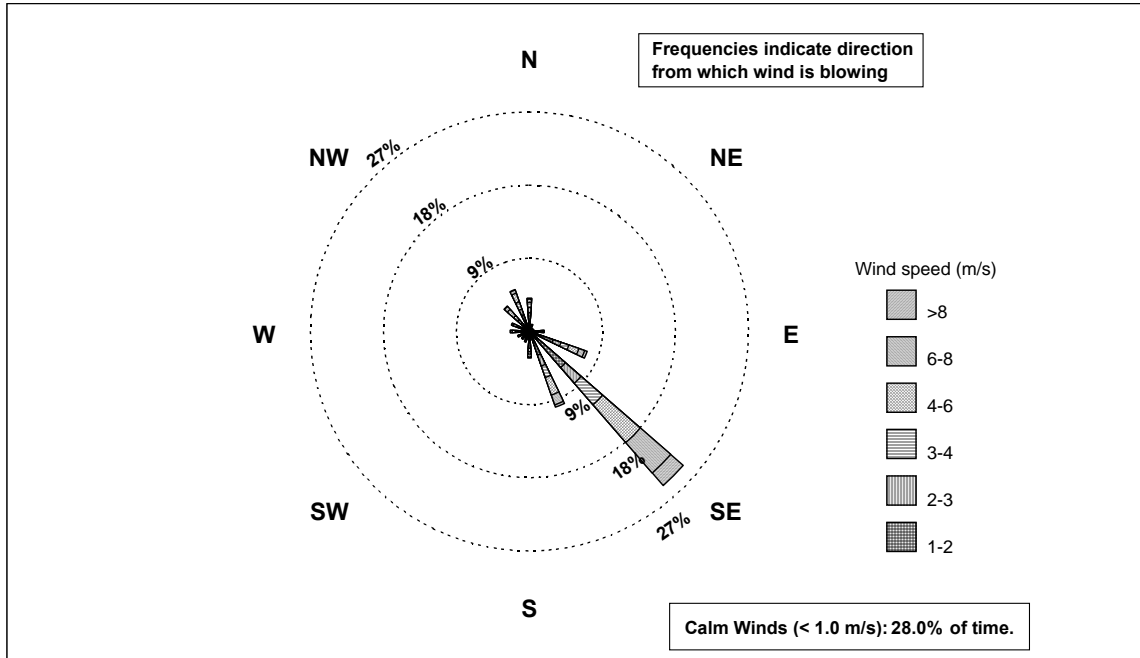 Frequencies indicate direction
from which wind is blowing
N
NW
NE
27%
18%
9%
W
E
9%
18%
27%
SW
SE
S
Wind speed (m/s)
>8
6-8
4-6
3-4
2-3
1-2
Calm Winds (< 1.0 m/s): 28.0% of time.